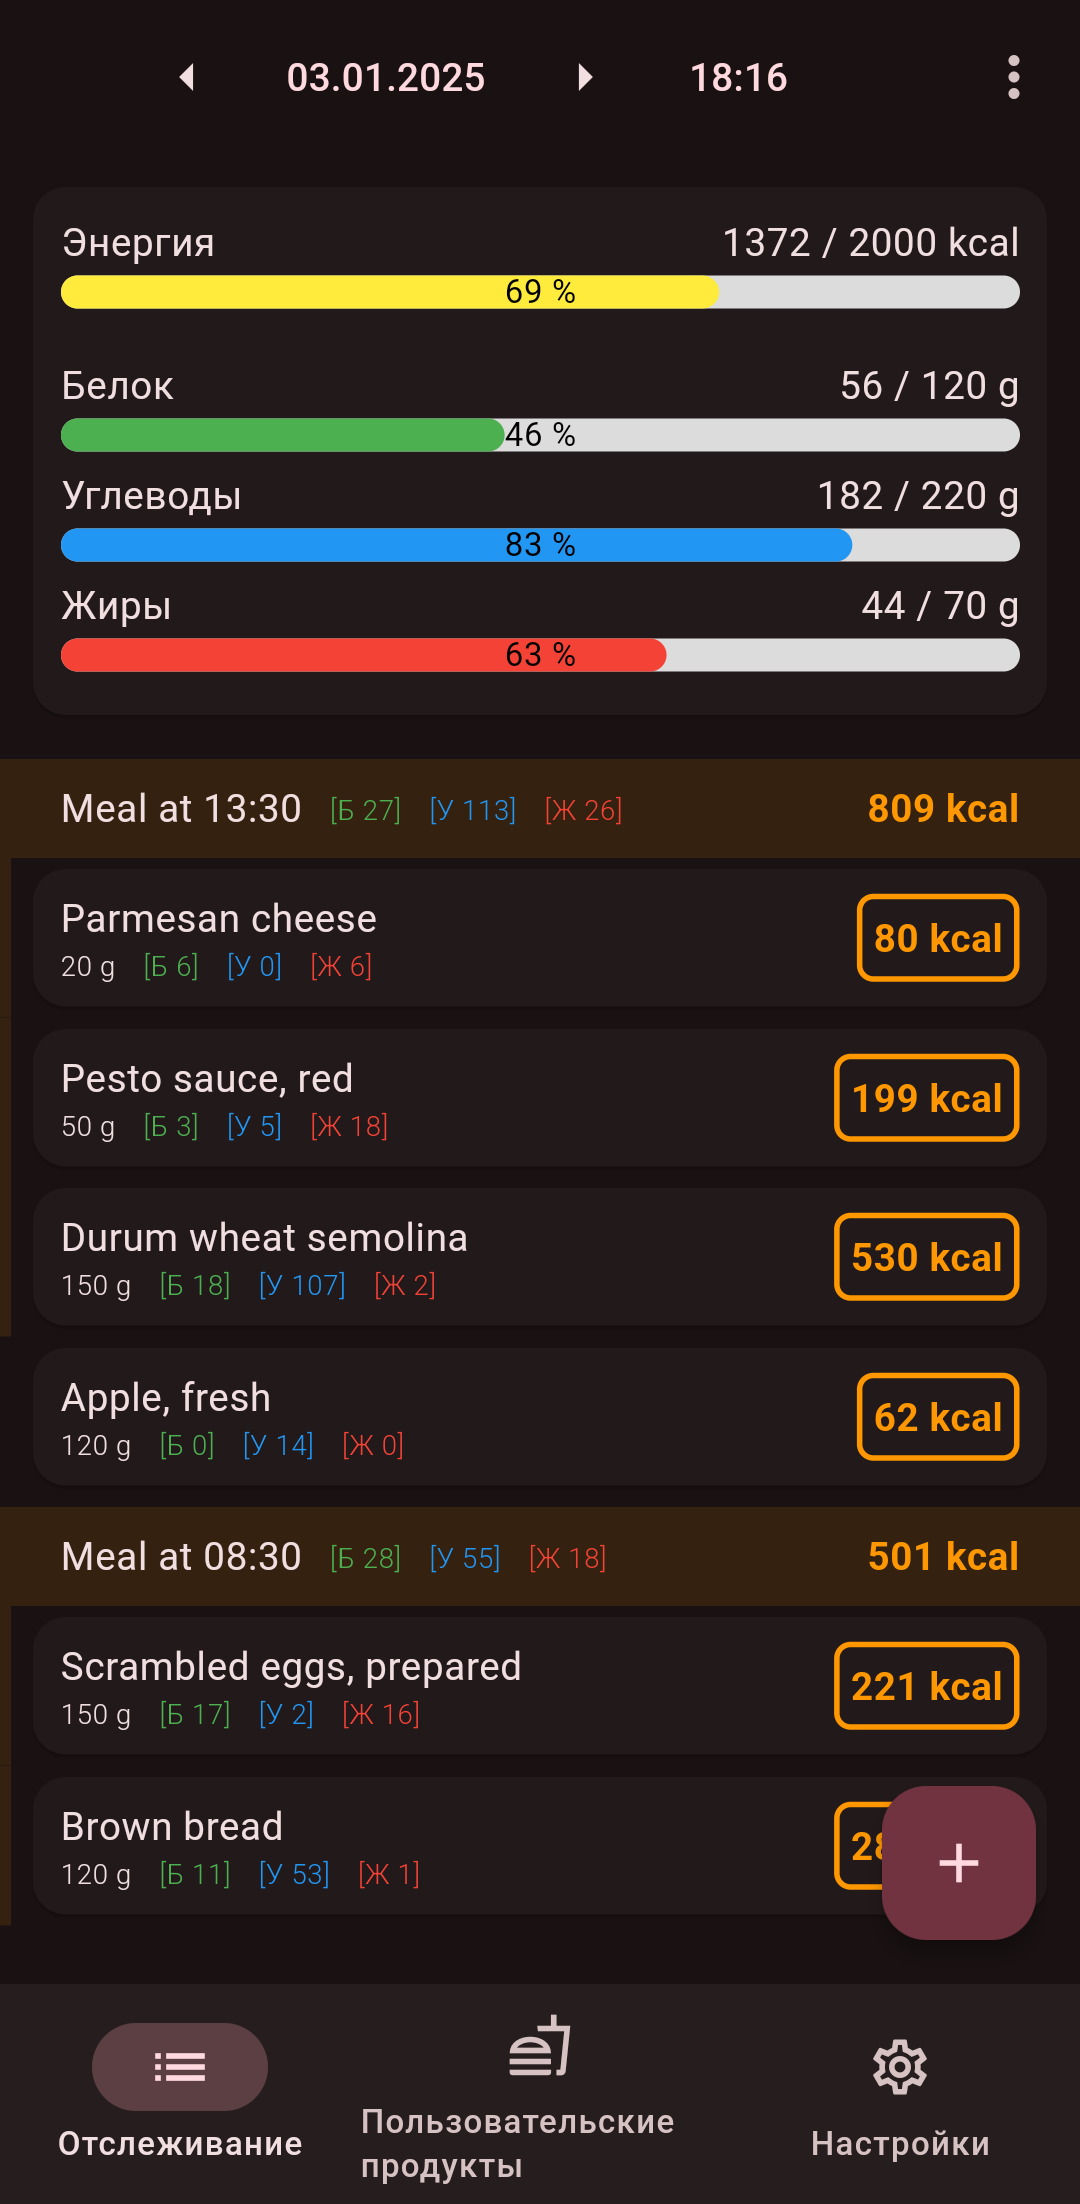 03.01.2025 18:16
Энергия 1372 / 2000 kcal
69 %
Белок 56 / 120 g
46 %
Углеводы 182 / 220 g
83 %
Жиры 44 / 70 g
63 %
Meal at 13:30 [Б 27] [У 113] [Ж 26] 809 kcal
Parmesan cheese 80 kcal
20 g [Б 6] [У 0] [Ж 6]
Pesto sauce, red 199 kcal
50 g [Б 3] [У 5] [Ж 18]
Durum wheat semolina 530 kcal
150 g [Б 18] [У 107] [Ж 2]
Apple, fresh 62 kcal
120 g [Б 0] [У 14] [Ж 0]
Meal at 08:30 [Б 28] [У 55] [Ж 18] 501 kcal
Scrambled eggs, prepared 221 kcal
150 g [Б 17] [У 2] [Ж 16]
Brown bread
120 g [Б 11] [У 53] [Ж 1]
Отслеживание
Пользовательские
продукты
Настройки